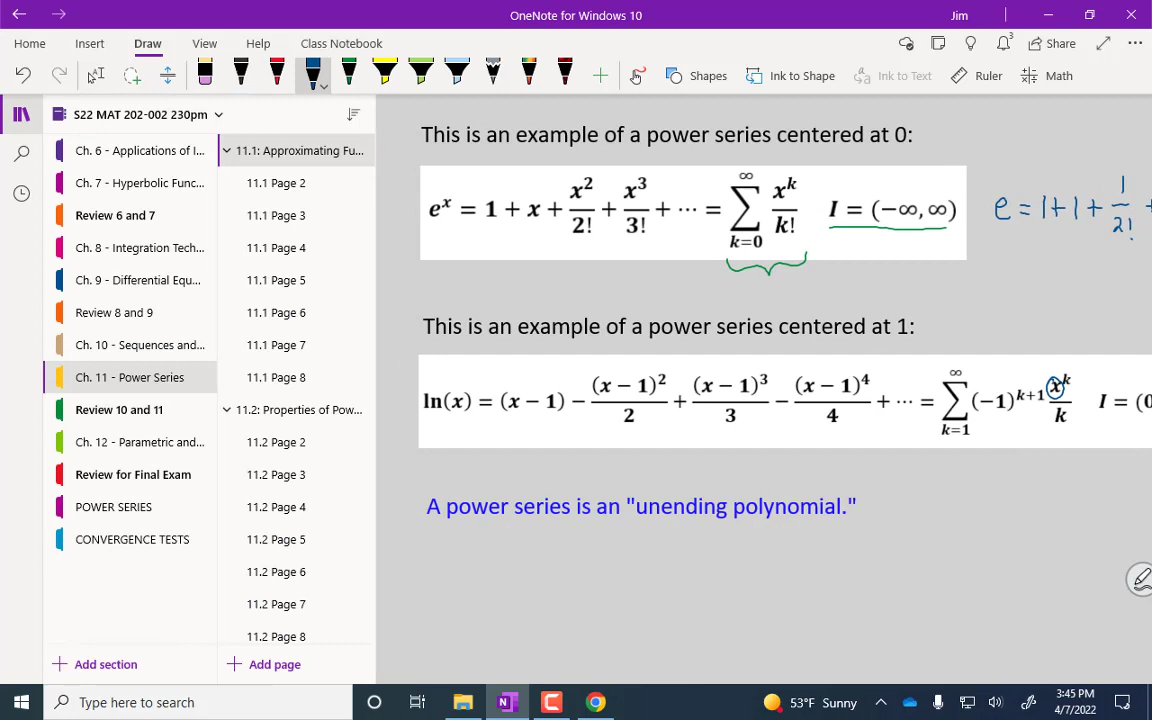 OneNote for Windows 10
Jim
Home Insert Draw View Help Class Notebook
3
Share
Shapes Ink to Shape Ink to Text Ruler Math
S22 MAT 202-002 230pm
Ch. 6 - Applications of I...
Ch. 7 - Hyperbolic Func...
Review 6 and 7
Ch. 8 - Integration Tech...
Ch. 9 - Differential Equ...
Review 8 and 9
Ch. 10 - Sequences and...
Ch. 11 - Power Series
Review 10 and 11
Ch. 12 - Parametric and...
Review for Final Exam
POWER SERIES
CONVERGENCE TESTS
Add section
11.1: Approximating Fu...
11.1 Page 2
11.1 Page 3
11.1 Page 4
11.1 Page 5
11.1 Page 6
11.1 Page 7
11.1 Page 8
11.2: Properties of Pow...
11.2 Page 2
11.2 Page 3
11.2 Page 4
11.2 Page 5
11.2 Page 6
11.2 Page 7
11.2 Page 8
Add page
This is an example of a power series centered at 0:
e^x = 1 + x + x^2/2! + x^3/3! + ⋯ = ∑_{k=0}^{∞} x^k/k! I = (−∞, ∞)
e = 1 + 1 + 1/2! +
This is an example of a power series centered at 1:
ln(x) = (x − 1) − (x − 1)^2/2 + (x − 1)^3/3 − (x − 1)^4/4 + ⋯ = ∑_{k=1}^{∞} (−1)^{k+1} x^k/k I = (0
A power series is an "unending polynomial."
Type here to search
53°F Sunny
3:45 PM
4/7/2022